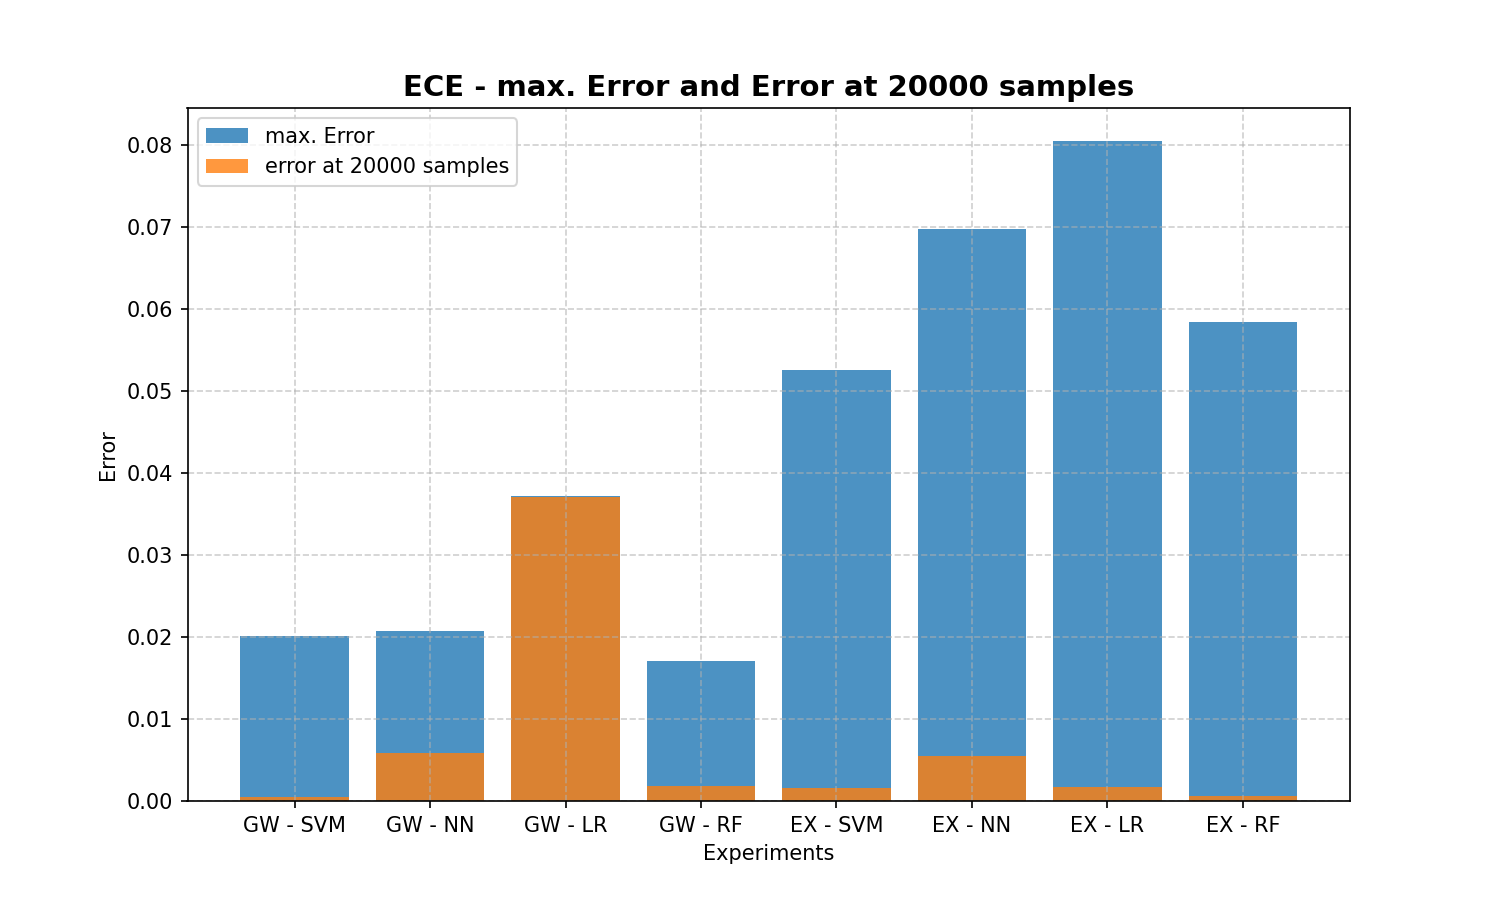 ECE - max. Error and Error at 20000 samples
max. Error
error at 20000 samples
0.08
0.07
0.06
0.05
0.04
0.03
0.02
0.01
0.00
Error
GW - SVM GW - NN GW - LR GW - RF EX - SVM EX - NN EX - LR EX - RF
Experiments